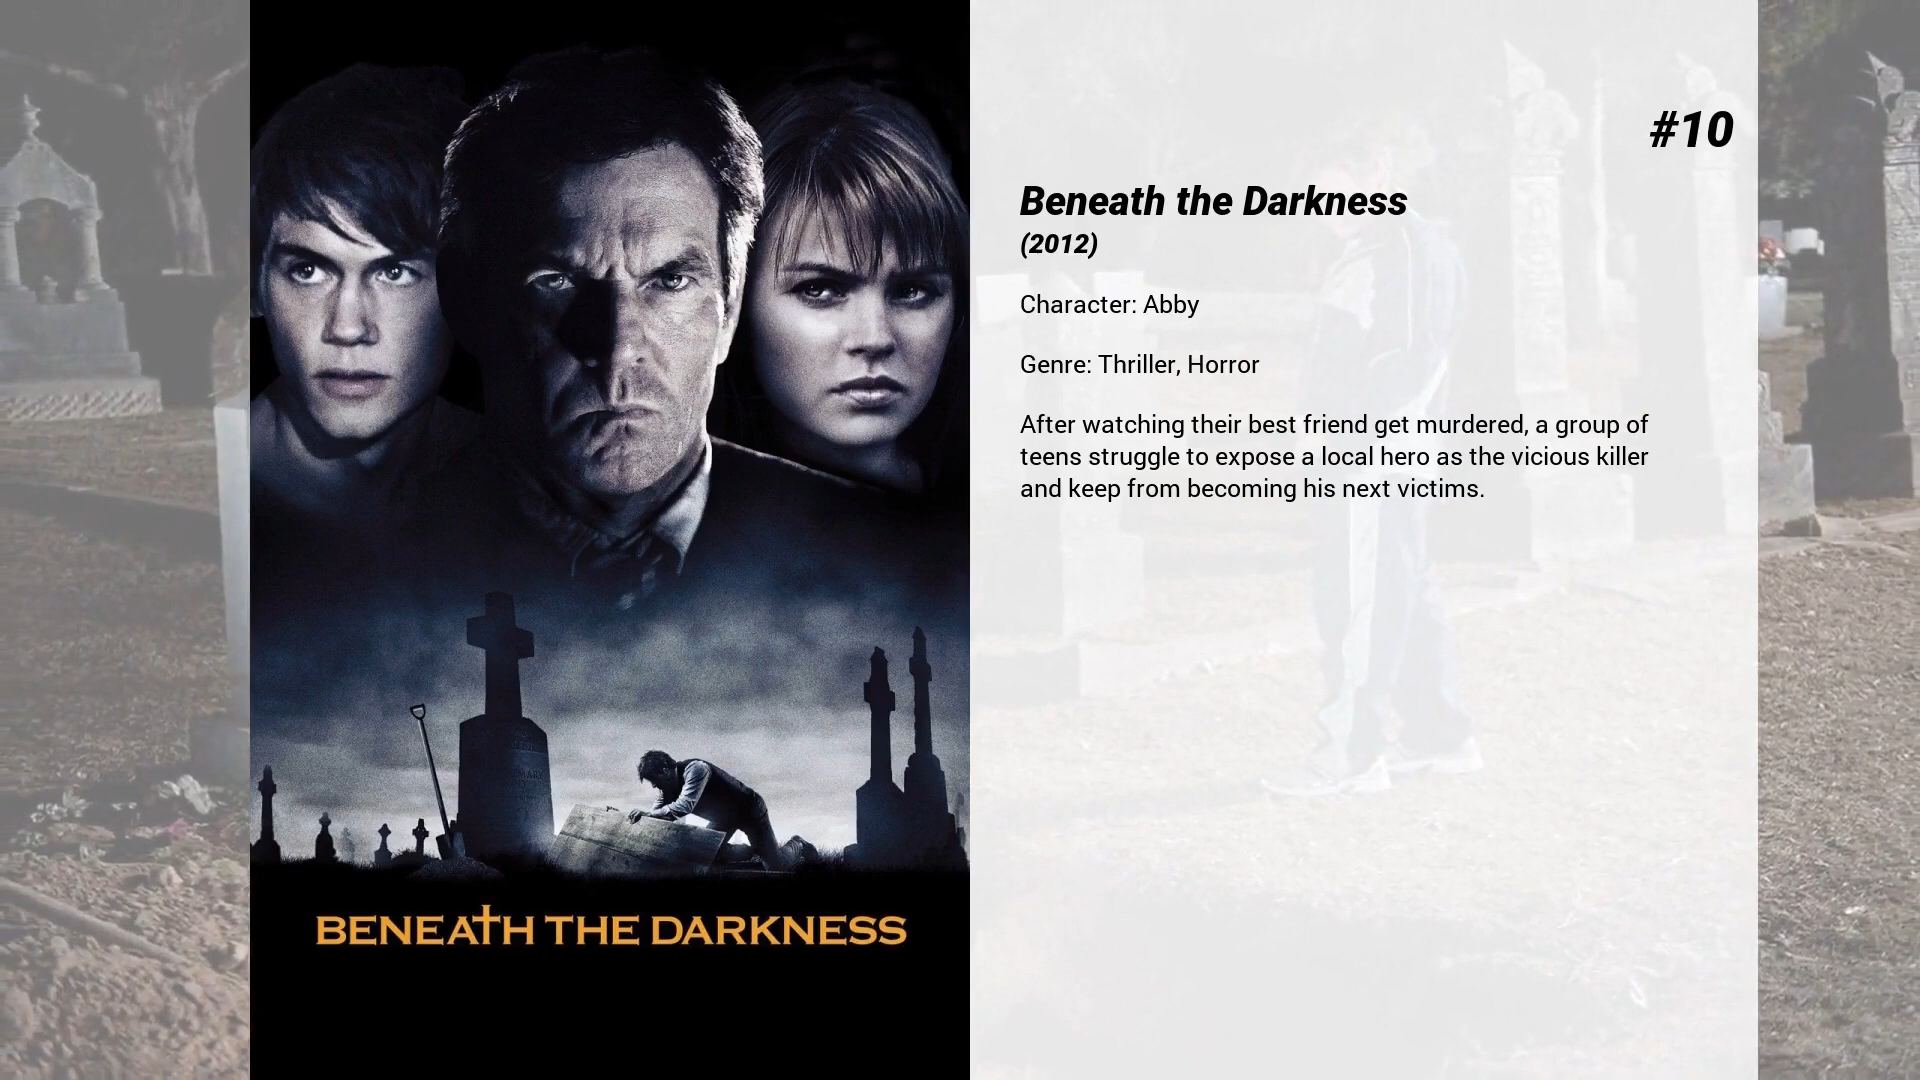 #10
Beneath the Darkness
(2012)
Character: Abby
Genre: Thriller, Horror
After watching their best friend get murdered, a group of
teens struggle to expose a local hero as the vicious killer
and keep from becoming his next victims.
BENEATH THE DARKNESS